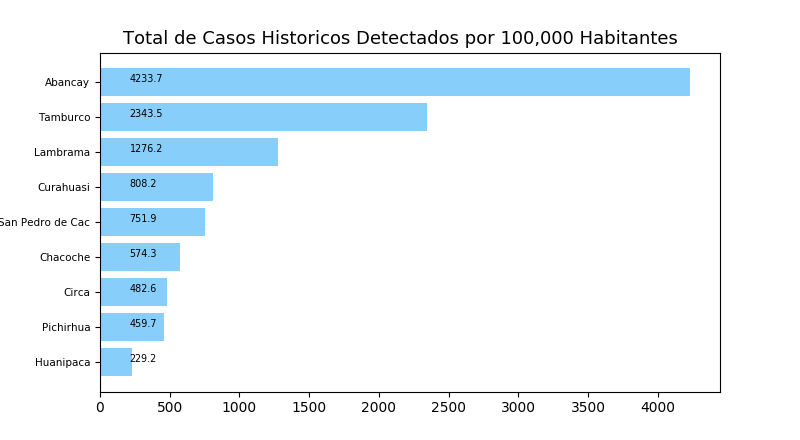 Total de Casos Historicos Detectados por 100,000 Habitantes
Abancay 4233.7
Tamburco 2343.5
Lambrama 1276.2
Curahuasi 808.2
San Pedro de Cac 751.9
Chacoche 574.3
Circa 482.6
Pichirhua 459.7
Huanipaca 229.2
0 500 1000 1500 2000 2500 3000 3500 4000